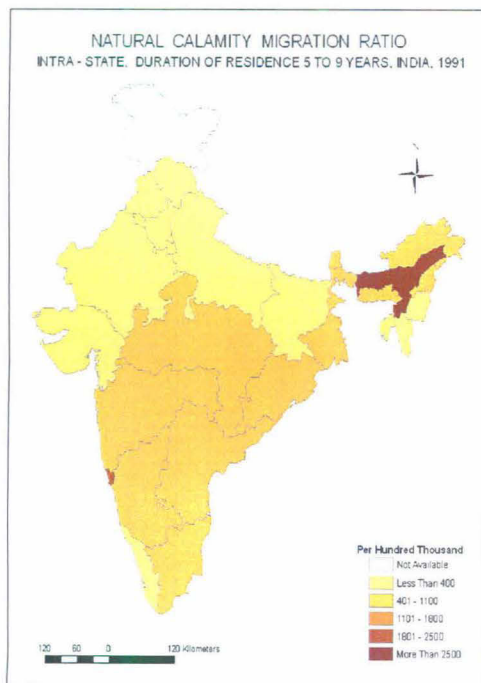 NATURAL CALAMITY MIGRATION RATIO
INTRA - STATE, DURATION OF RESIDENCE 5 TO 9 YEARS, INDIA, 1991
Per Hundred Thousand
Not Available
Less Than 400
401 - 1100
1101 - 1800
1801 - 2500
More Than 2500
120 60 0 120 Kilometers